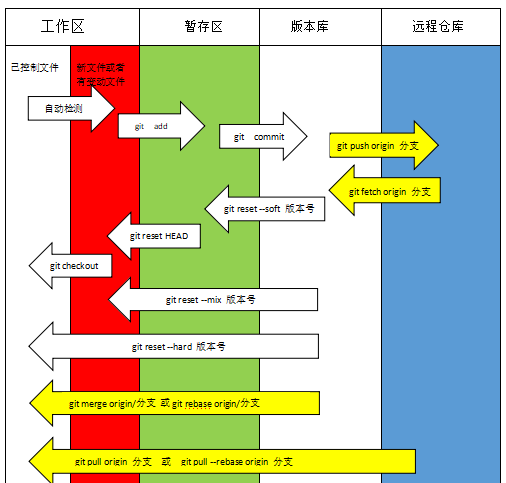 工作区 暂存区 版本库 远程仓库
已控制文件 新文件或者
有变动文件
自动检测
git add
git commit
git push origin 分支
git fetch origin 分支
git reset --soft 版本号
git reset HEAD
git checkout
git reset --mix 版本号
git reset --hard 版本号
git merge origin/分支 或 git rebase origin/分支
git pull origin 分支 或 git pull --rebase origin 分支